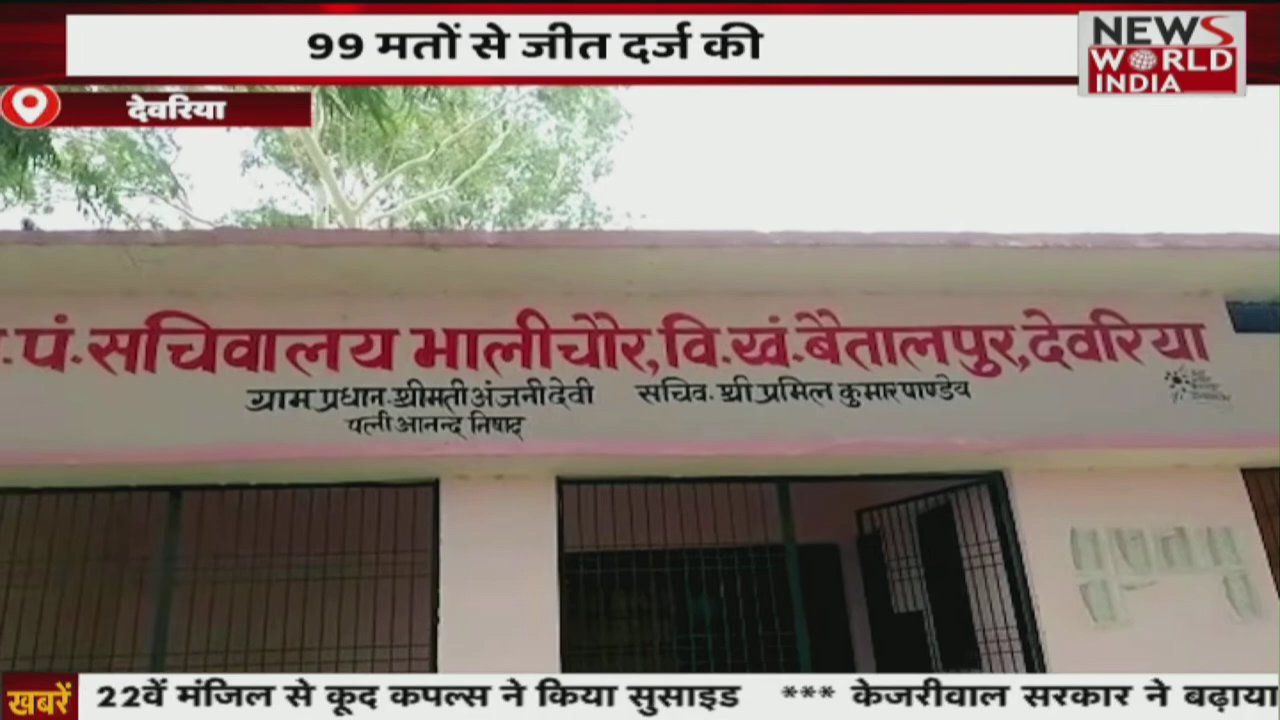 99 मतों से जीत दर्ज की
NEWS
WORLD
INDIA
देवरिया
पं. सचिवालय भालीचौर, वि.खं. बैतालपुर, देवरिया
ग्राम प्रधान. श्रीमती अंजनी देवी सचिव. श्री प्रमिल कुमार पाण्डेय
पत्नी आनन्द निषाद
खबरें 22वें मंजिल से कूद कपल्स ने किया सुसाइड *** केजरीवाल सरकार ने बढ़ाया